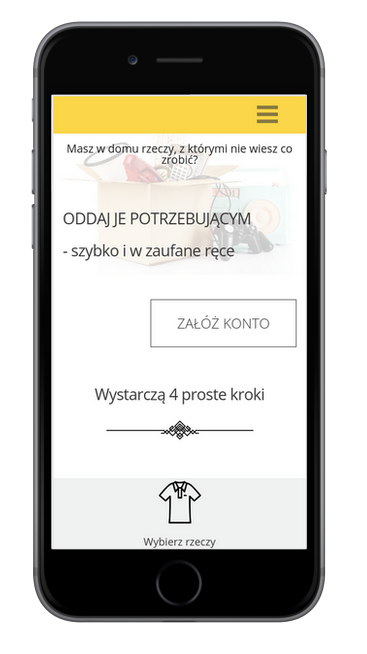 Masz w domu rzeczy, z którymi nie wiesz co
zrobić?
ODDAJ JE POTRZEBUJĄCYM
- szybko i w zaufane ręce
ZAŁÓŻ KONTO
Wystarczą 4 proste kroki
Wybierz rzeczy